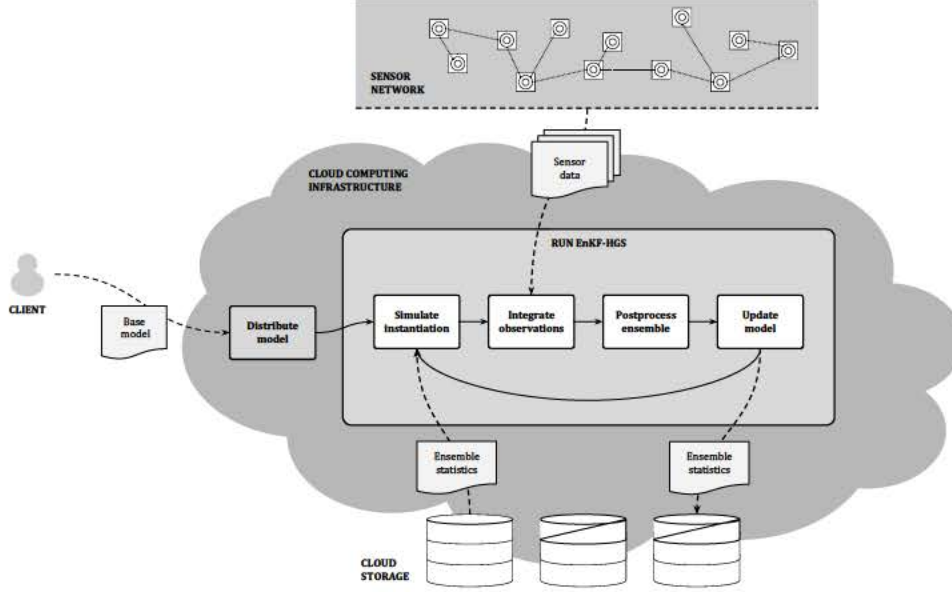 SENSOR
NETWORK
Sensor
data
CLOUD COMPUTING
INFRASTRUCTURE
RUN EnKF-HGS
CLIENT
Base
model
Distribute
model
Simulate
instantiation
Integrate
observations
Postprocess
ensemble
Update
model
Ensemble
statistics
Ensemble
statistics
CLOUD
STORAGE